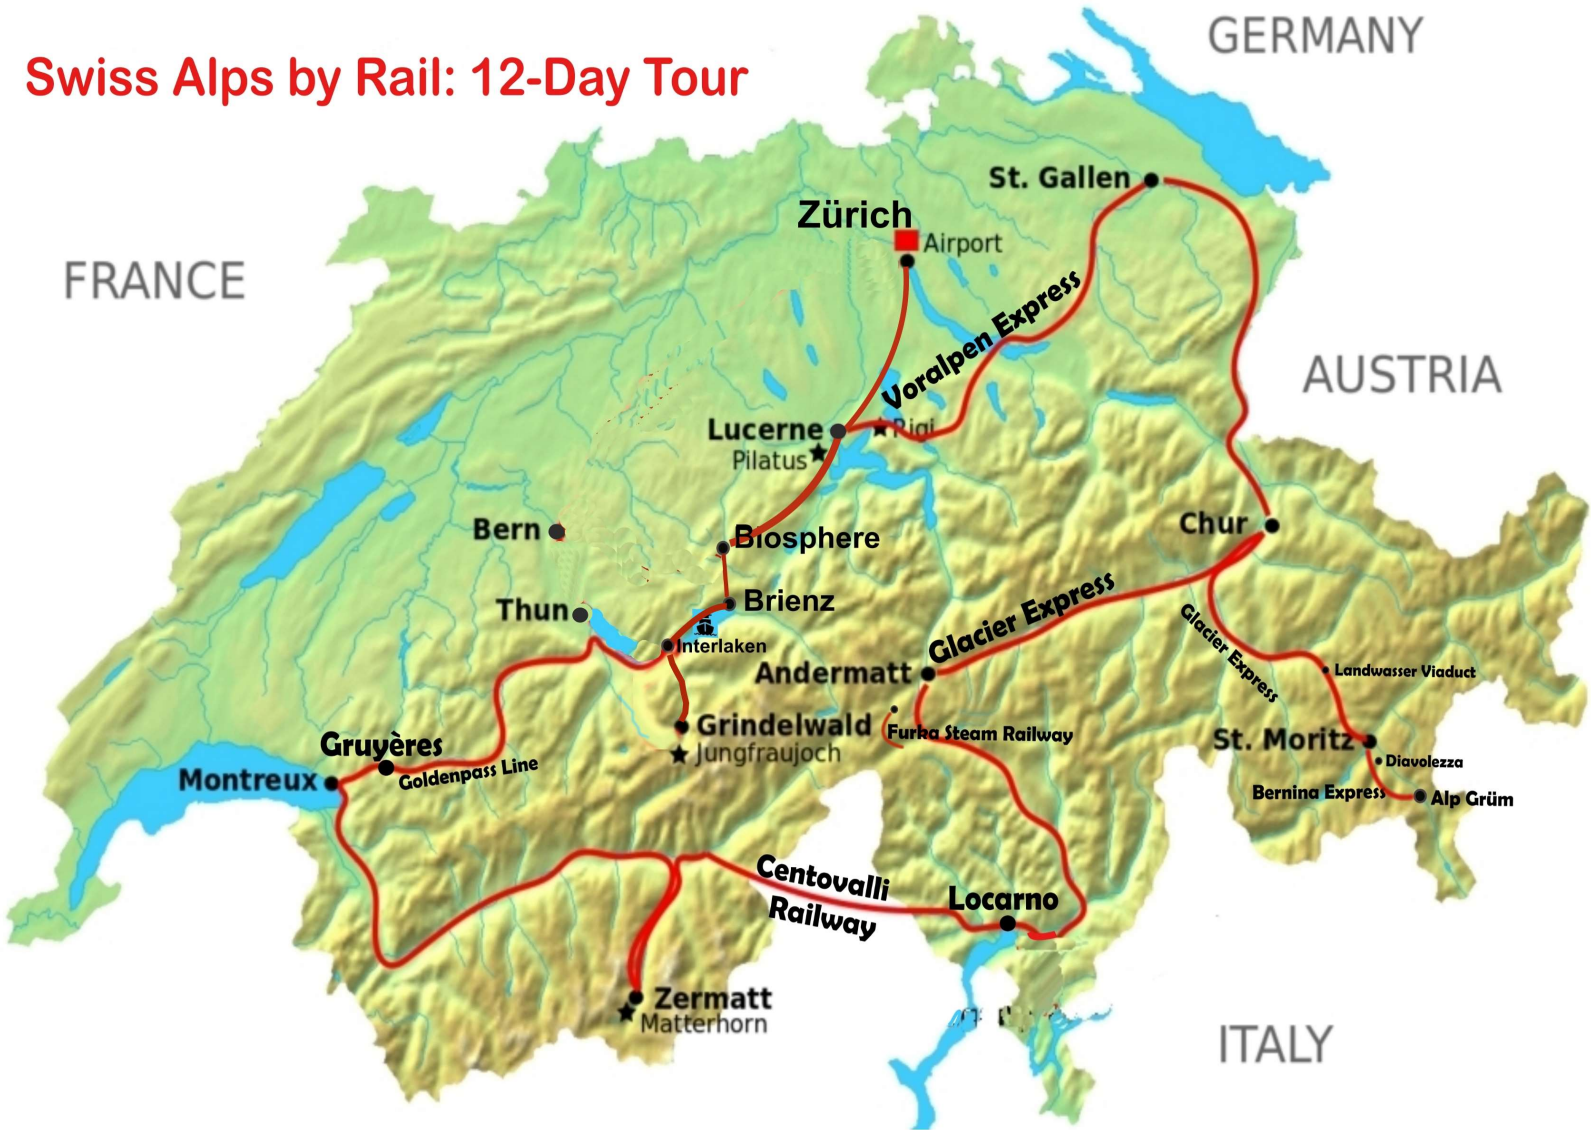 GERMANY
Swiss Alps by Rail: 12-Day Tour
St. Gallen
Zürich
Airport
FRANCE
Voralpen Express
AUSTRIA
Lucerne
Rigi
Pilatus
Chur
Bern
Biosphere
Glacier Express
Brienz
Thun
Glacier Express
Interlaken
Landwasser Viaduct
Andermatt
Grindelwald
Furka Steam Railway
St. Moritz
Gruyères
Jungfraujoch
Diavolezza
Goldenpass Line
Montreux
Bernina Express
Alp Grüm
Centovalli
Railway
Locarno
Zermatt
Matterhorn
ITALY